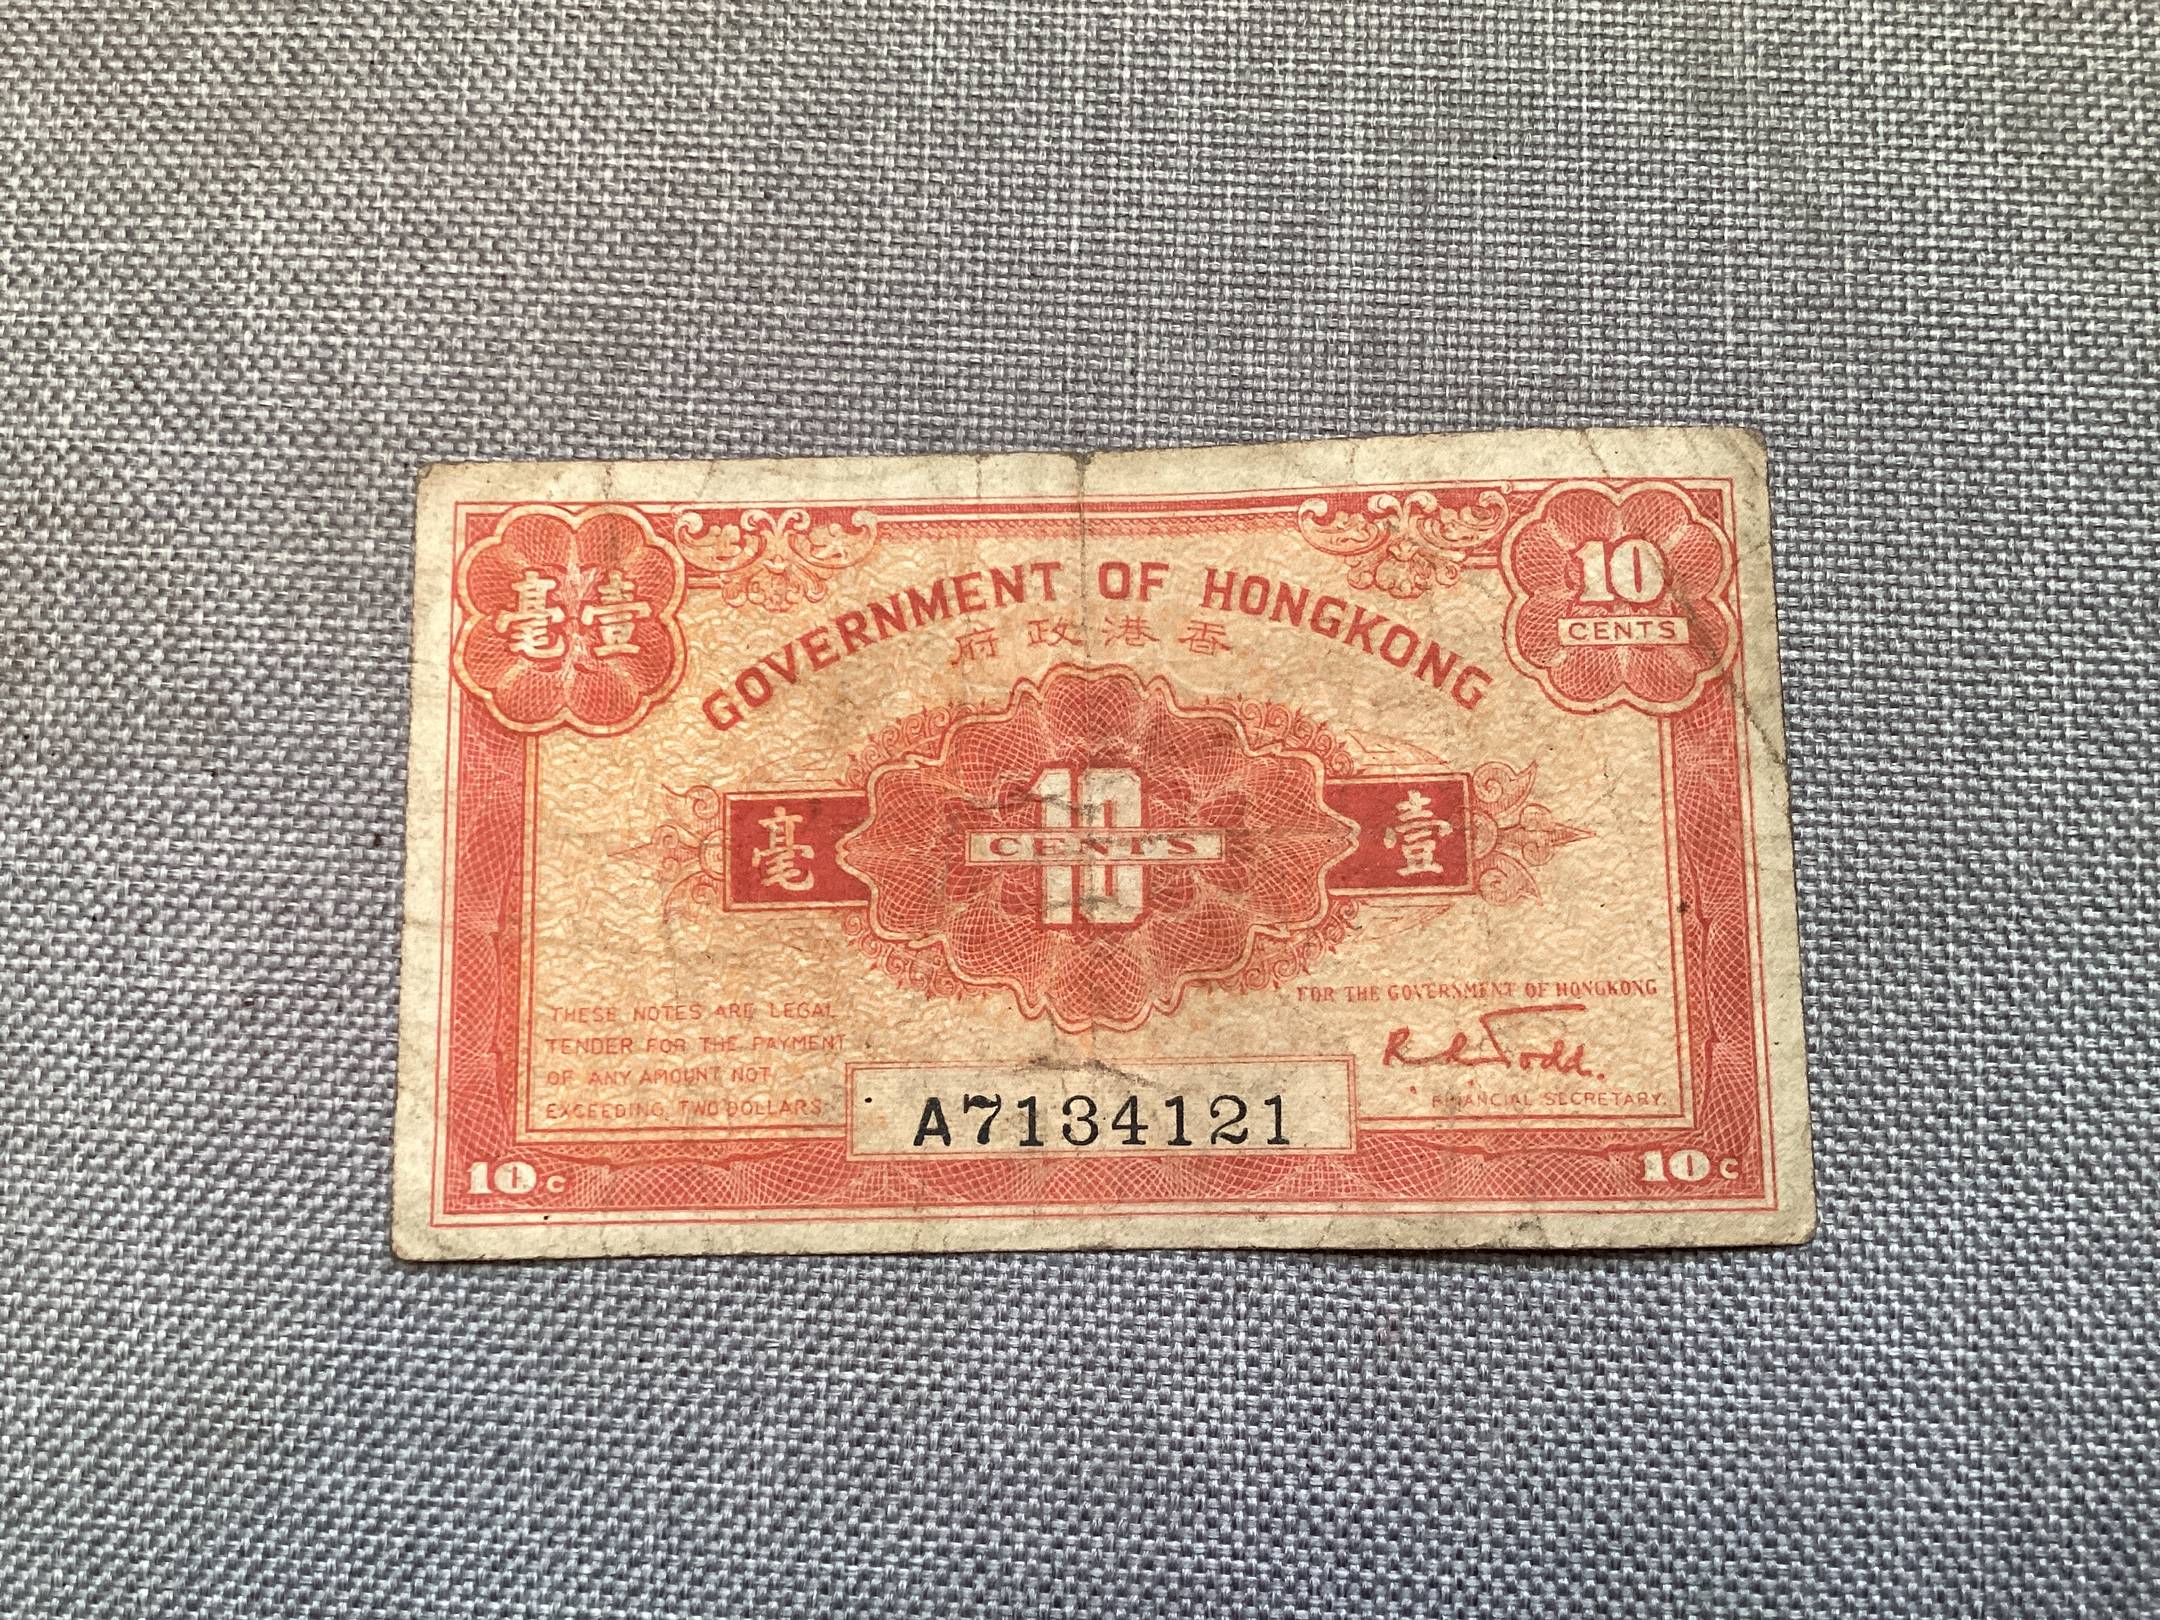 毫壹
10
CENTS
GOVERNMENT OF HONGKONG
府政港香
毫
10
CENTS
10
壹
FOR THE GOVERNMENT OF HONGKONG
R R Todd.
FINANCIAL SECRETARY.
THESE NOTES ARE LEGAL
TENDER FOR THE PAYMENT
OF ANY AMOUNT NOT
EXCEEDING TWO DOLLARS
A7134121
10c
10c